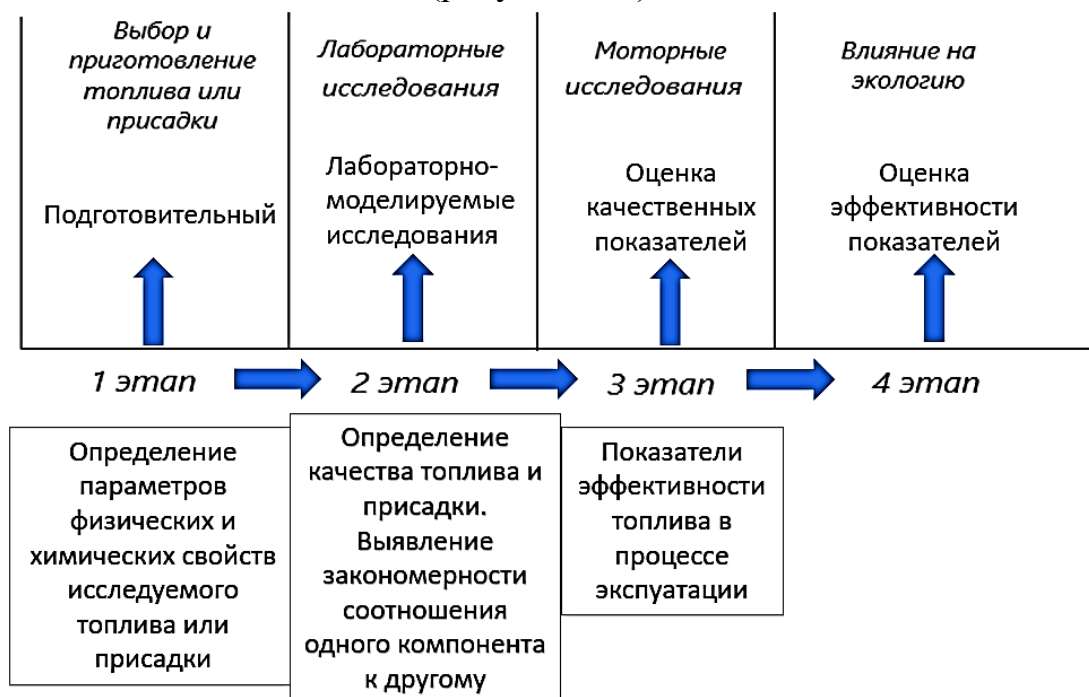 Выбор и
приготовление
топлива или
присадки
Подготовительный
Лабораторные
исследования
Лабораторно-
моделируемые
исследования
Моторные
исследования
Оценка
качественных
показателей
Влияние на
экологию
Оценка
эффективности
показателей
1 этап
2 этап
3 этап
4 этап
Определение
параметров
физических и
химических свойств
исследуемого
топлива или
присадки
Определение
качества топлива и
присадки.
Выявление
закономерности
соотношения
одного компонента
к другому
Показатели
эффективности
топлива в
процессе
экспуатации